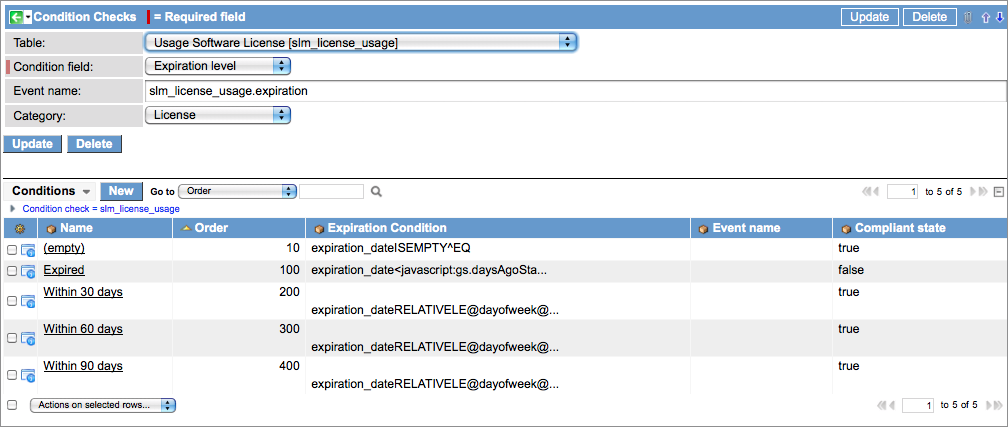 Condition Checks = Required field Update Delete
Table: Usage Software License [slm_license_usage]
Condition field: Expiration level
Event name: slm_license_usage.expiration
Category: License
Update Delete
Conditions New Go to Order 1 to 5 of 5
Condition check = slm_license_usage
Name Order Expiration Condition Event name Compliant state
(empty) 10 expiration_dateISEMPTY^EQ true
Expired 100 expiration_date<javascript:gs.daysAgoSta... false
Within 30 days 200 true
expiration_dateRELATIVELE@dayofweek@...
Within 60 days 300 true
expiration_dateRELATIVELE@dayofweek@...
Within 90 days 400 true
expiration_dateRELATIVELE@dayofweek@...
Actions on selected rows... 1 to 5 of 5